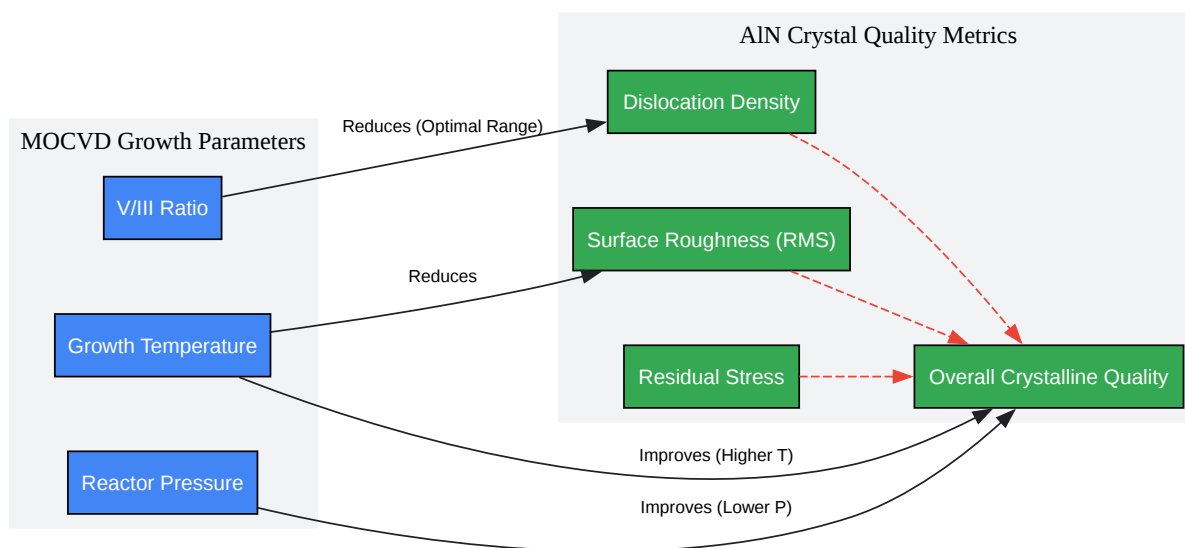 AlN Crystal Quality Metrics
Dislocation Density
Reduces (Optimal Range)
MOCVD Growth Parameters
V/III Ratio
Surface Roughness (RMS)
Reduces
Growth Temperature
Residual Stress
Overall Crystalline Quality
Improves (Higher T)
Reactor Pressure
Improves (Lower P)